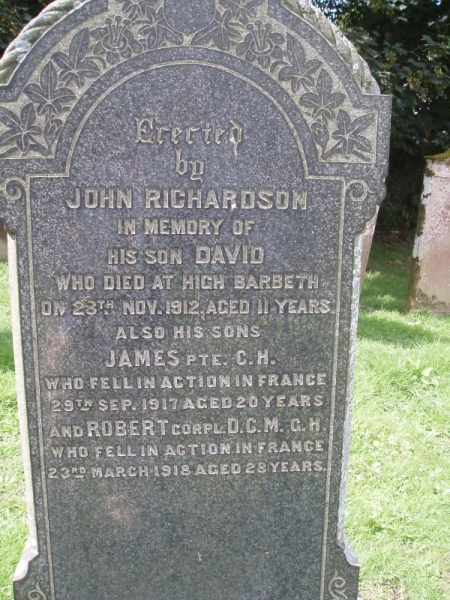 Erected
by
JOHN RICHARDSON
IN MEMORY OF
HIS SON DAVID
WHO DIED AT HIGH BARBETH
ON 23TH NOV. 1912, AGED 11 YEARS
ALSO HIS SONS
JAMES PTE. G.H.
WHO FELL IN ACTION IN FRANCE
29TH SEP. 1917 AGED 20 YEARS
AND ROBERT CORPL. D.C.M. G.H.
WHO FELL IN ACTION IN FRANCE
23RD MARCH 1918, AGED 28 YEARS.